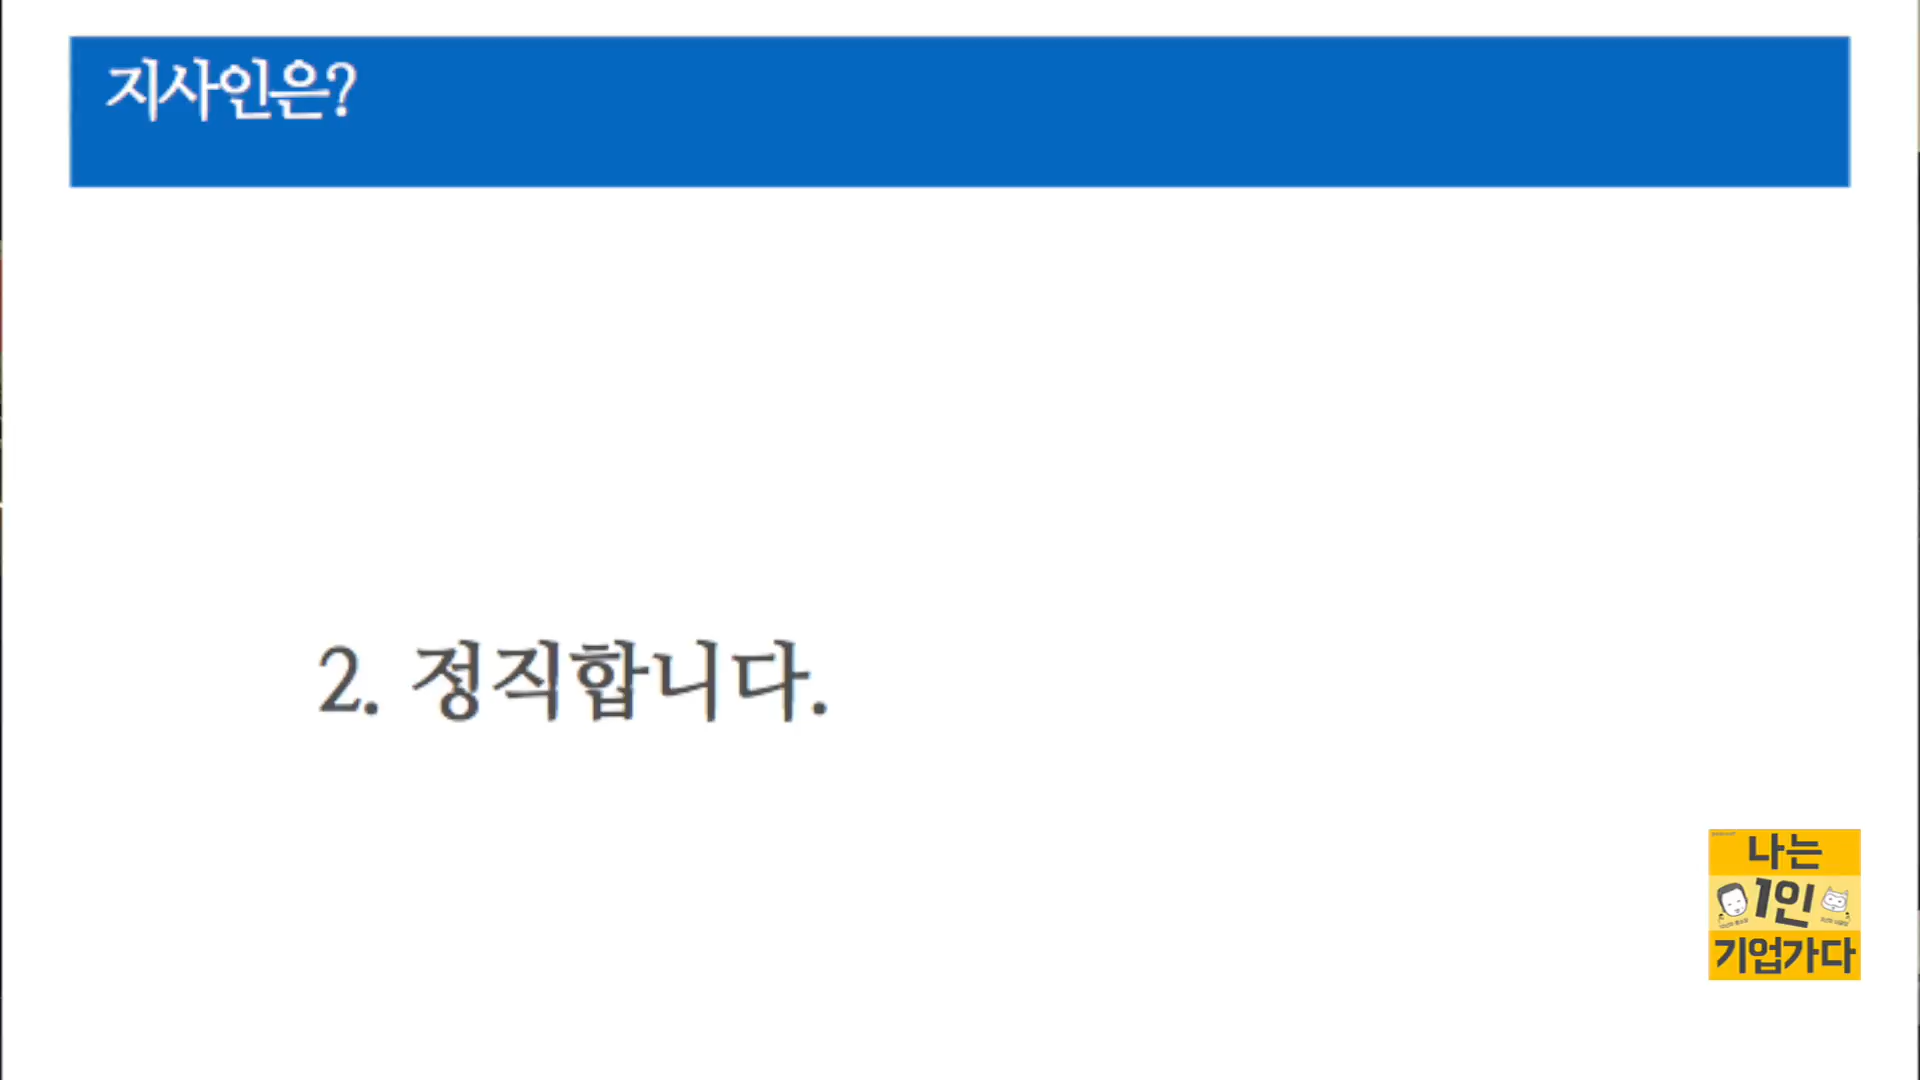 지사인은?
2. 정직합니다.
나는
1인
기업가다